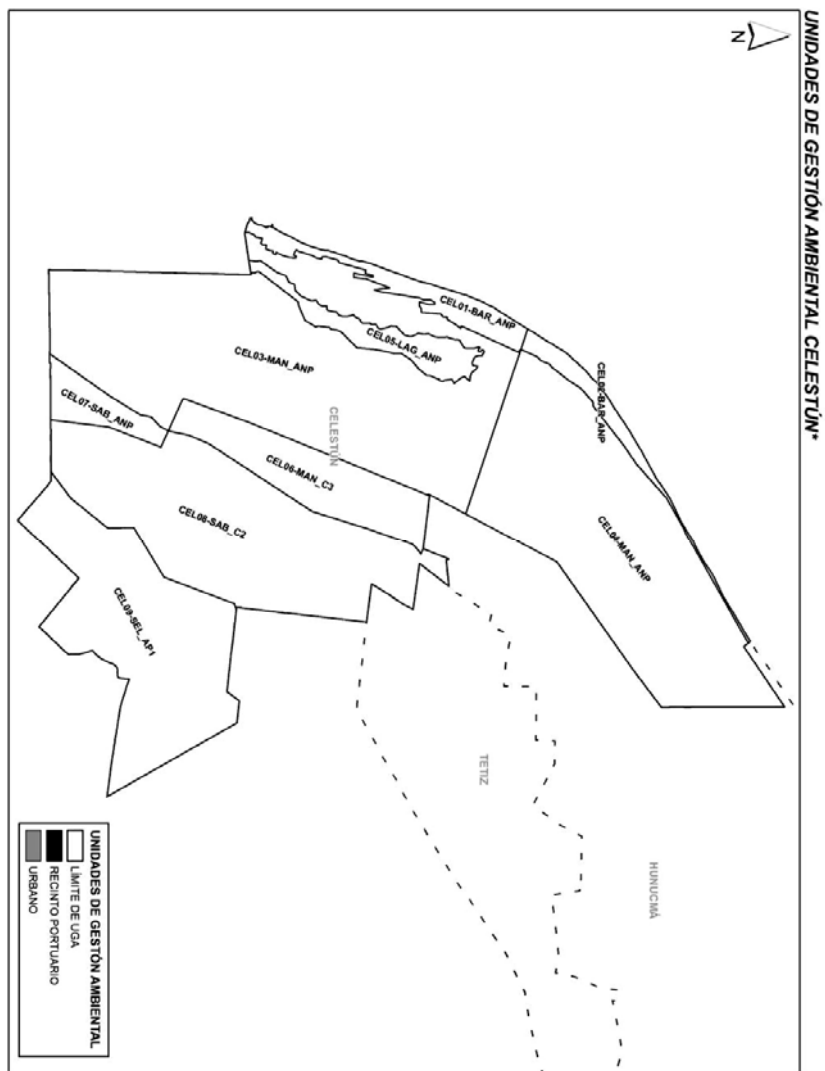 UNIDADES DE GESTIÓN AMBIENTAL CELESTÚN*
N
CEL01-BAR_ANP
CEL02-BAR_ANP
CEL05-LAG_ANP
CEL03-MAN_ANP
CEL07-SAB_ANP
CELESTÚN
CEL06-MAN_C3
CEL04-MAN_ANP
CEL08-SAB_C2
CEL09-SEL_AP1
TETIZ
HUNUCMÁ
UNIDADES DE GESTÓN AMBIENTAL
LÍMITE DE UGA
RECINTO PORTUARIO
URBANO